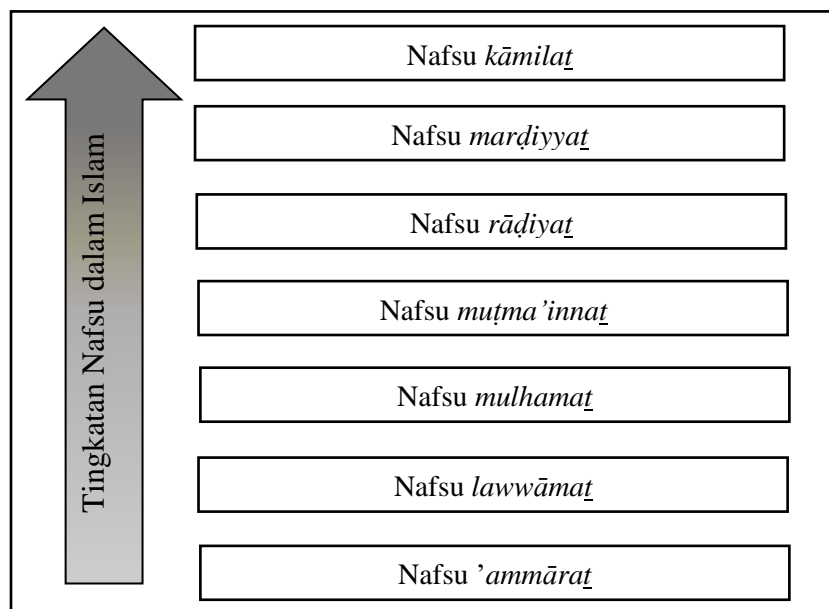 Tingkatan Nafsu dalam Islam
Nafsu kāmilaṯ
Nafsu marḍiyyaṯ
Nafsu rāḍiyaṯ
Nafsu muṭma’innaṯ
Nafsu mulhamaṯ
Nafsu lawwāmaṯ
Nafsu ’ammāraṯ